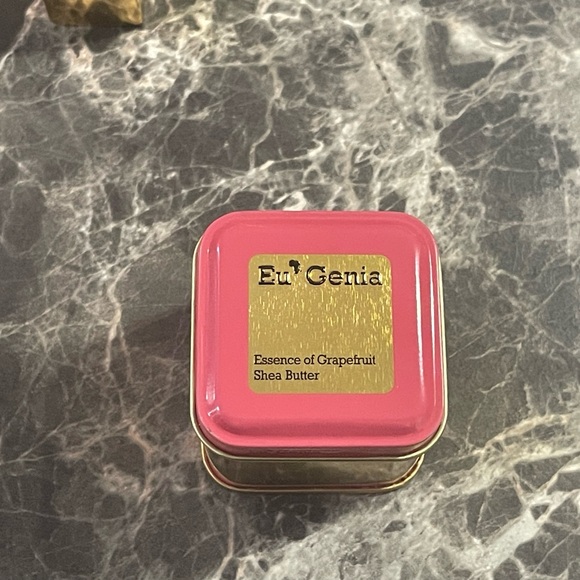 Eu'Genia
Essence of Grapefruit
Shea Butter